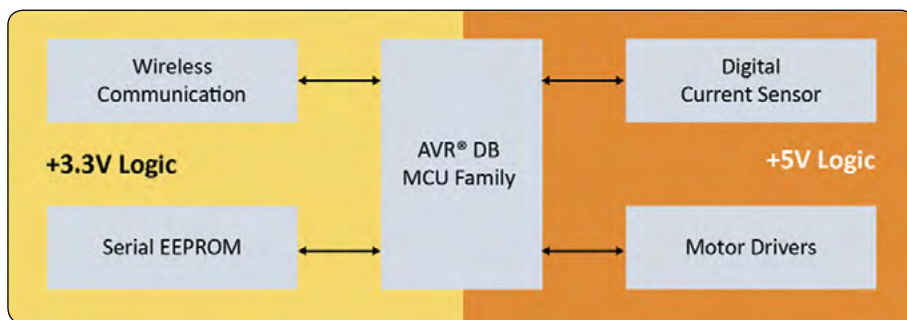 Wireless
Communication
Digital
Current Sensor
+3.3V Logic
AVR® DB
MCU Family
+5V Logic
Serial EEPROM
Motor Drivers